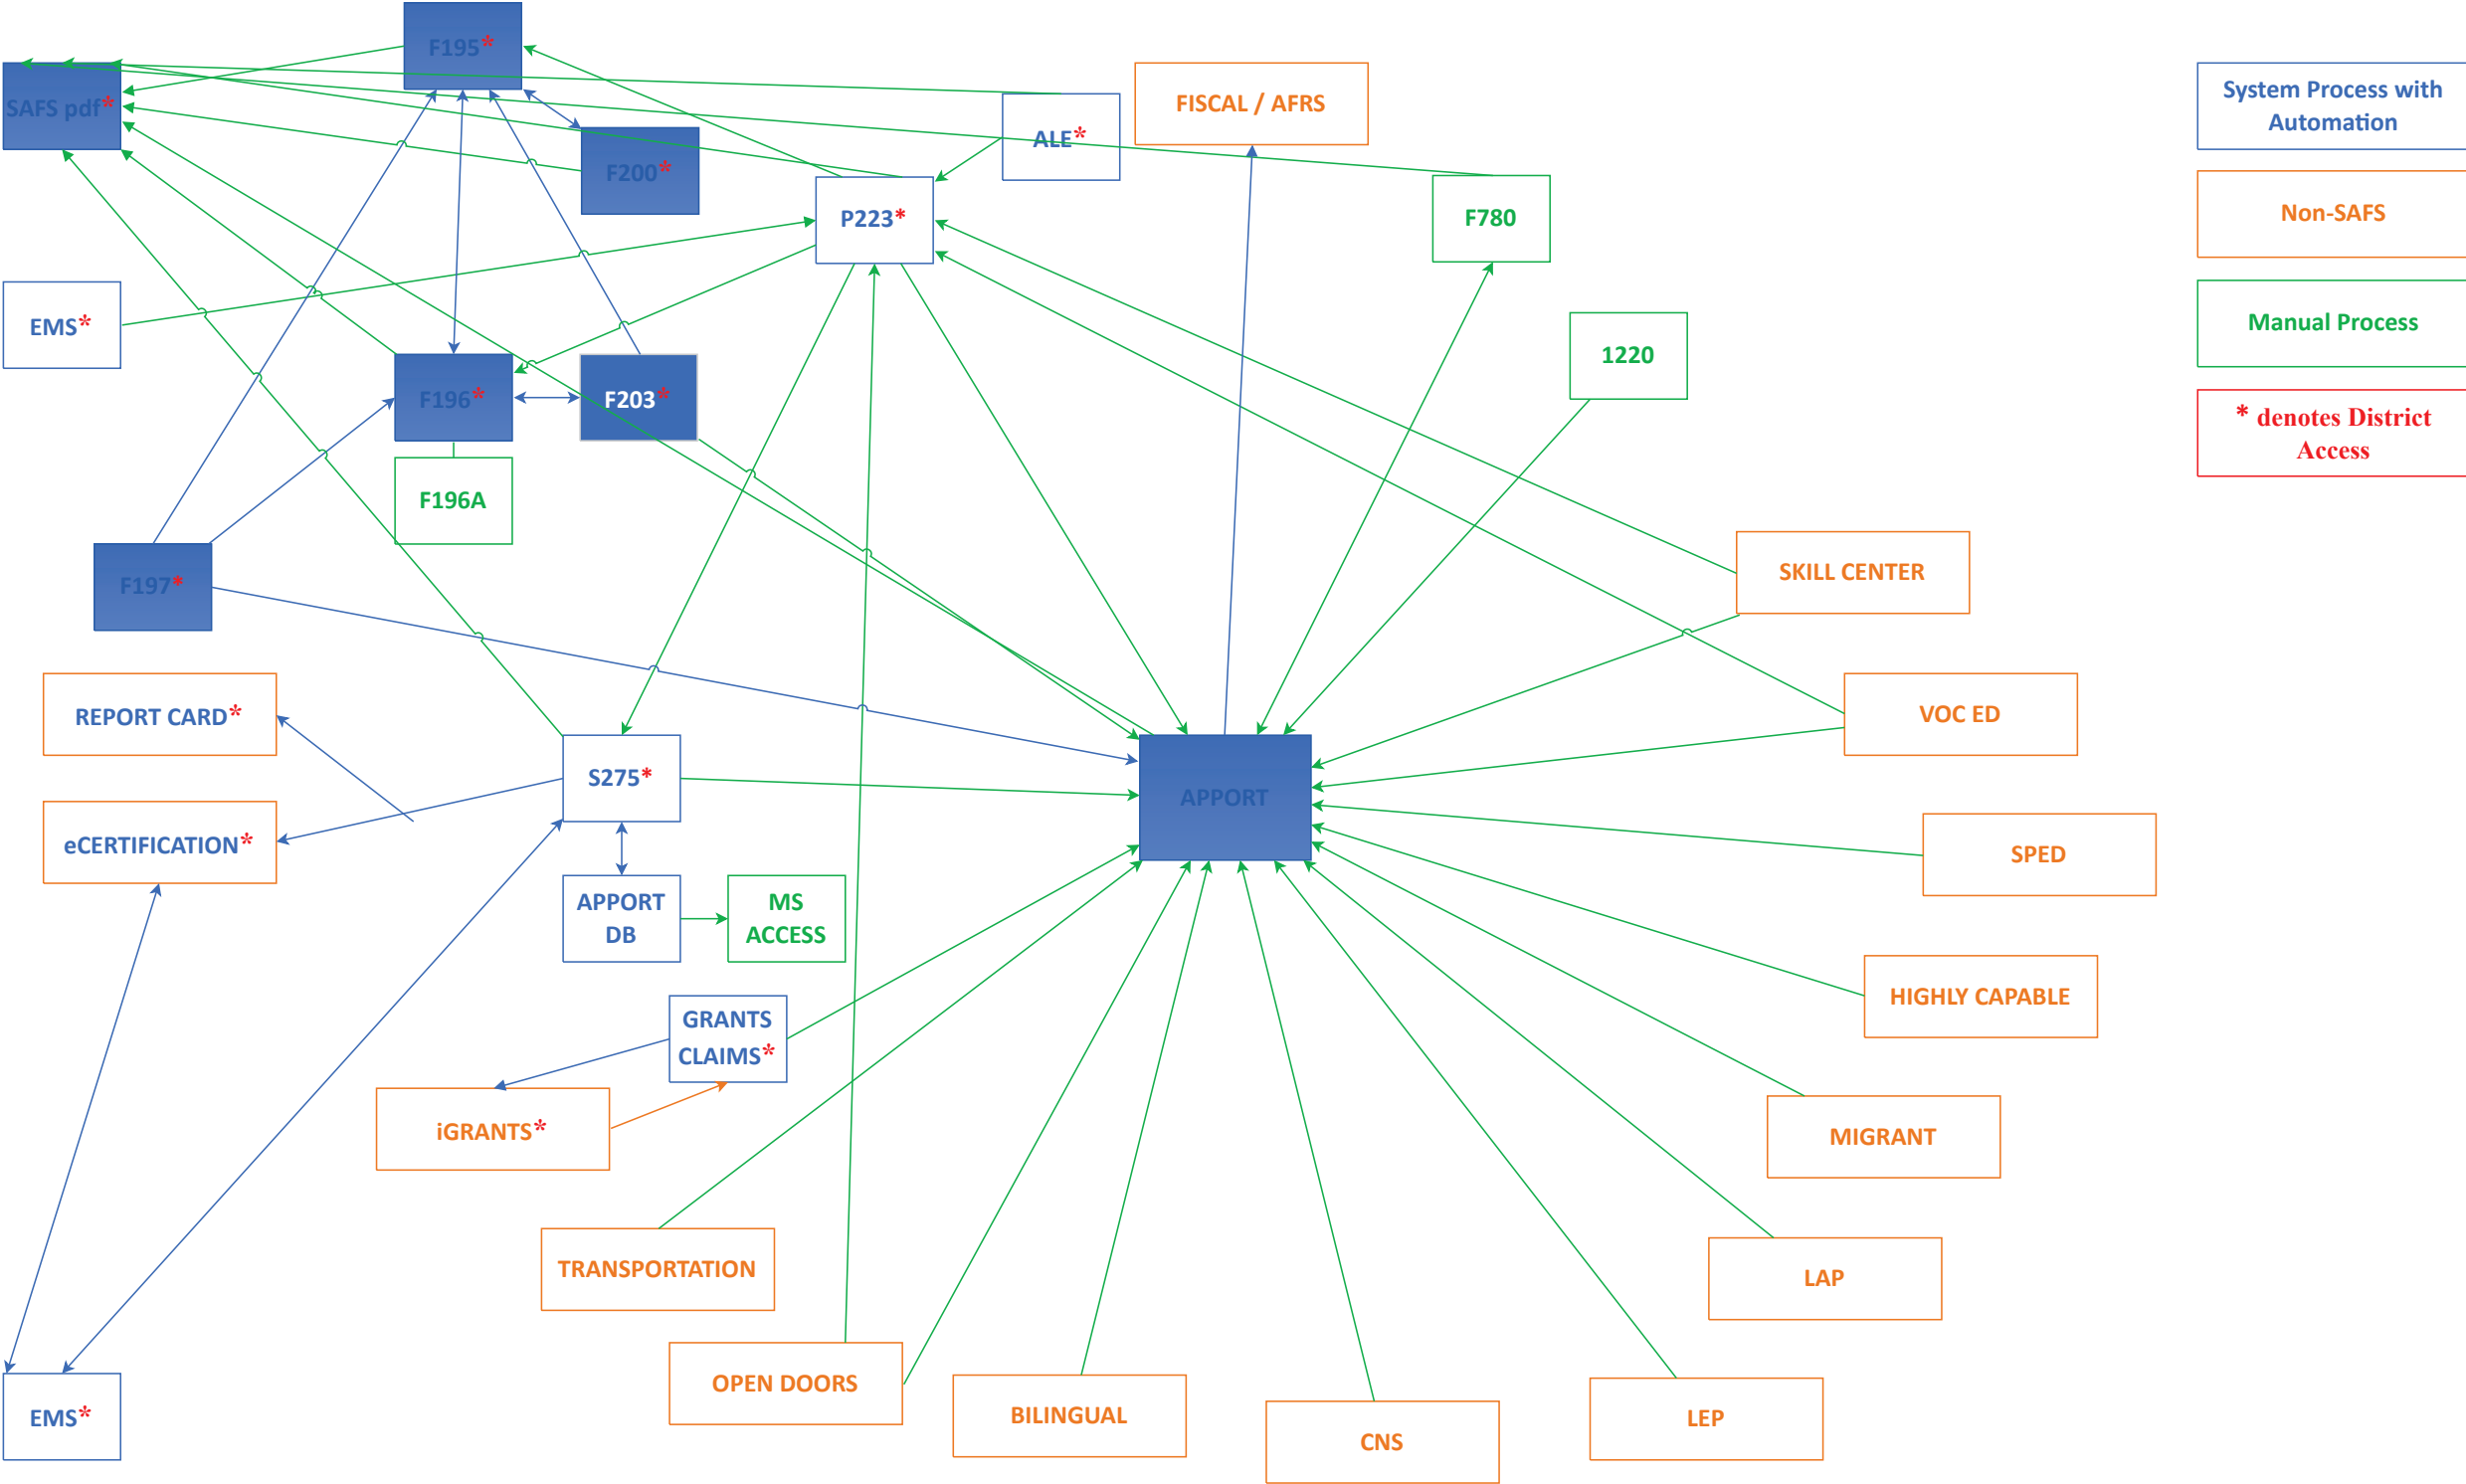 F195*
SAFS pdf*
ALE*
FISCAL / AFRS
System Process with
Automation
F200*
P223*
F780
Non-SAFS
EMS*
1220
Manual Process
F196*
F203*
* denotes District
Access
F196A
F197*
SKILL CENTER
REPORT CARD*
VOC ED
S275*
APPORT
eCERTIFICATION*
SPED
APPORT
DB
MS
ACCESS
HIGHLY CAPABLE
GRANTS
CLAIMS*
iGRANTS*
MIGRANT
TRANSPORTATION
LAP
OPEN DOORS
BILINGUAL
CNS
LEP
EMS*